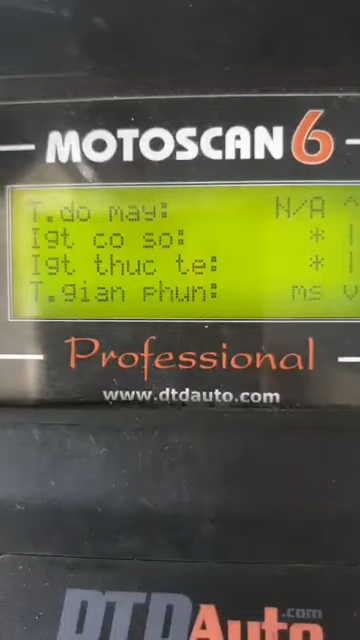 MOTOSCAN 6
T.do may: N/A ^
Igt co so: * |
Igt thuc te: * |
T.gian phun: ms v
Professional
www.dtdauto.com
DTDAuto.com